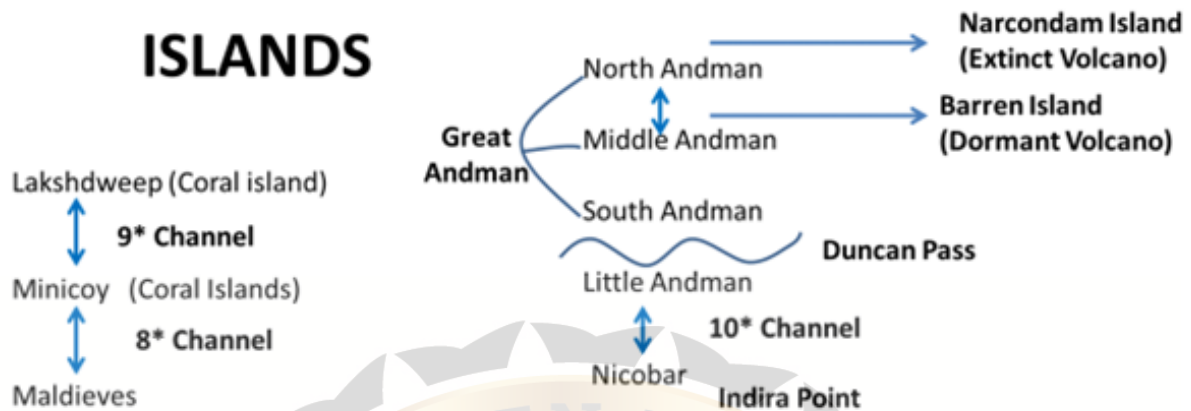 ISLANDS
Narcondam Island
(Extinct Volcano)
North Andman
Barren Island
(Dormant Volcano)
Great
Andman
Middle Andman
Lakshdweep (Coral island)
South Andman
9* Channel
Duncan Pass
Minicoy (Coral Islands)
Little Andman
8* Channel
10* Channel
Maldieves
Nicobar
Indira Point